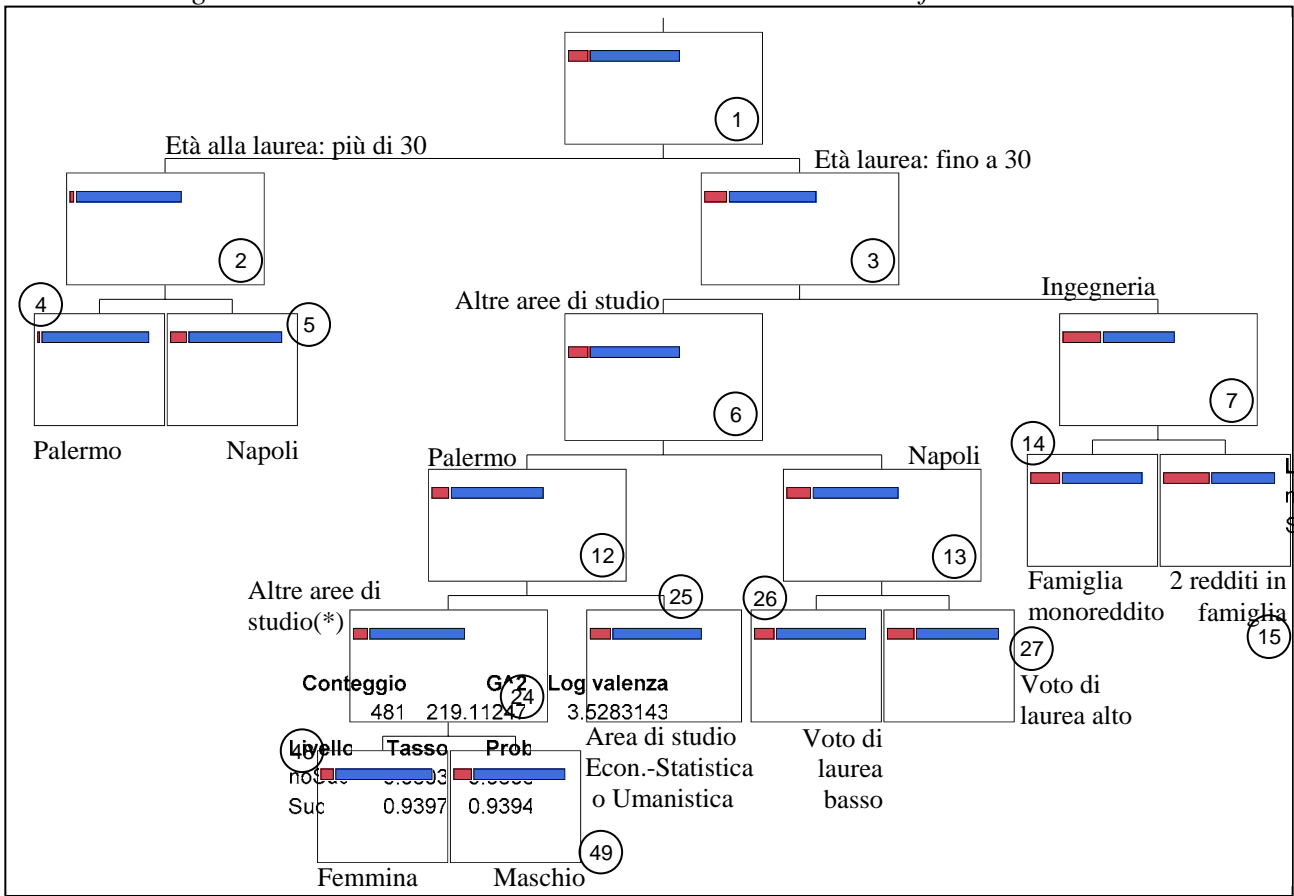 1
Età alla laurea: più di 30
Età laurea: fino a 30
2
3
Altre aree di studio
Ingegneria
4
5
6
7
Palermo
Napoli
Palermo
Napoli
14
12
13
Famiglia
monoreddito
2 redditi in
famiglia
15
Altre aree di
studio(*)
25
26
27
Conteggio G^2 Log valenza
24
481 219.11247 3.5283143
Voto di
laurea alto
Area di studio
Econ.-Statistica
o Umanistica
Voto di
laurea
basso
Livello Tasso Prob
Suc 0.9397 0.9394
49
Femmina
Maschio